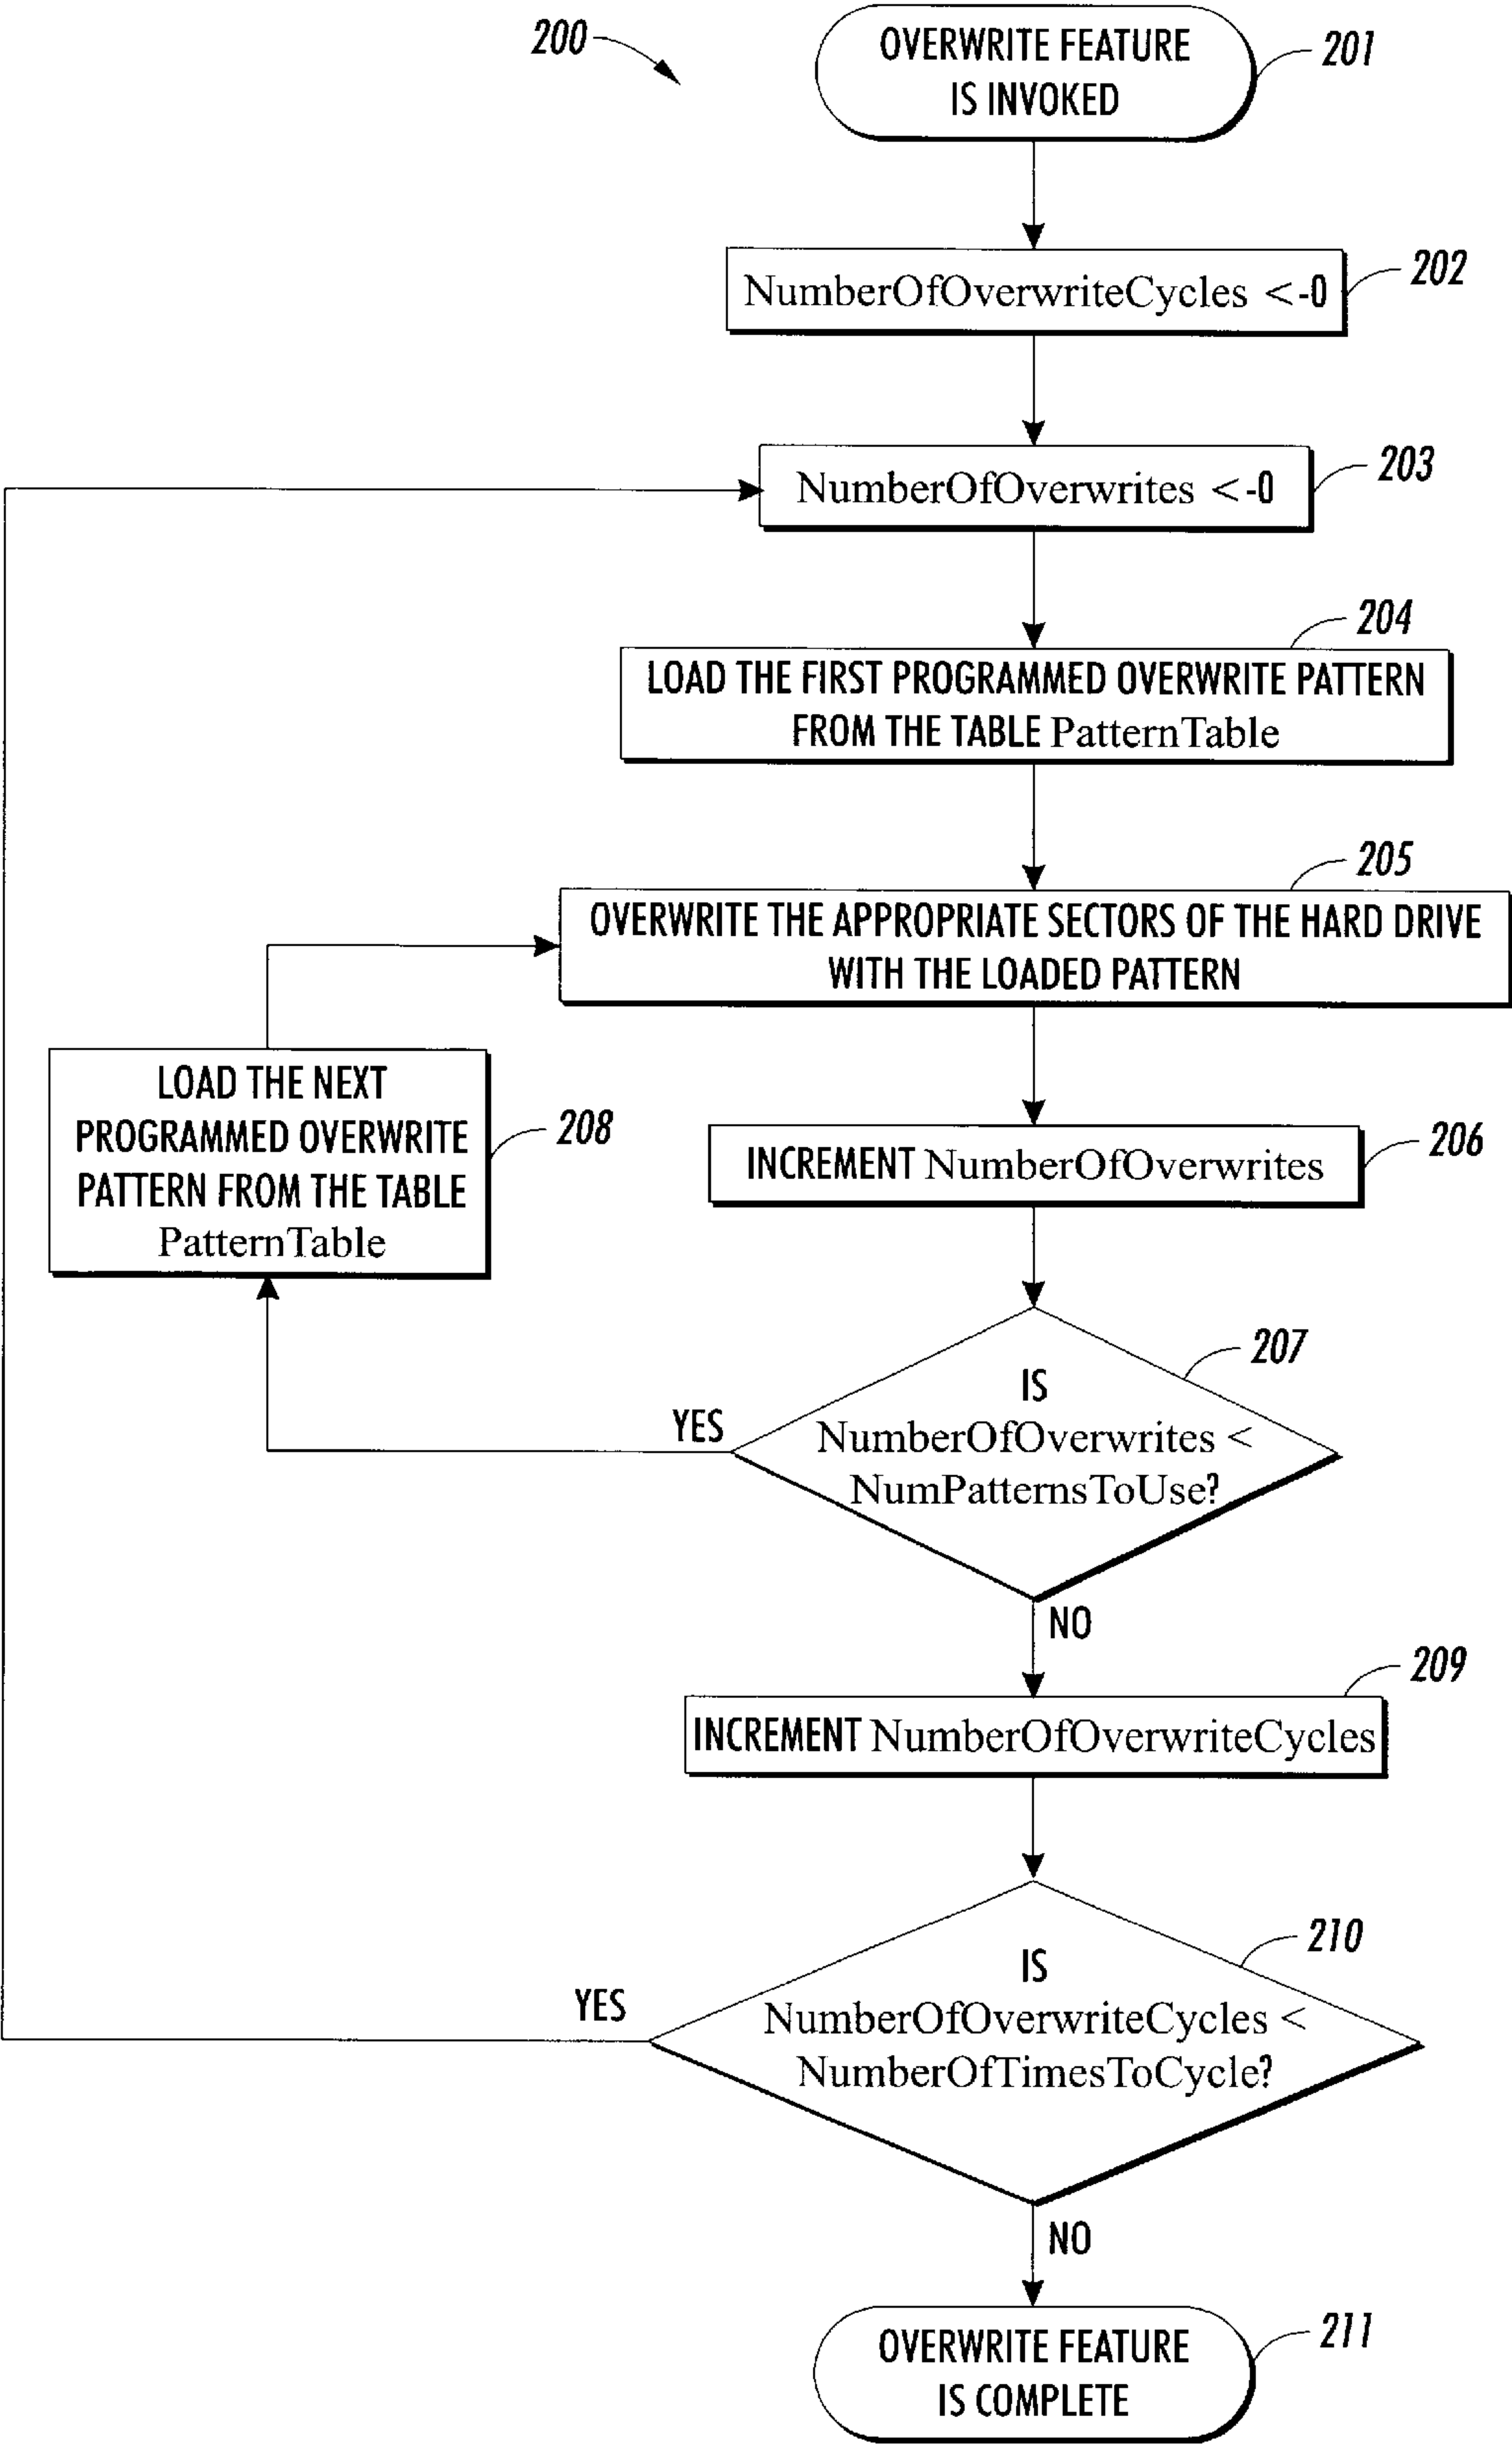 200
OVERWRITE FEATURE
IS INVOKED
201
NumberOfOverwriteCycles <-0
202
NumberOfOverwrites <-0
203
204
LOAD THE FIRST PROGRAMMED OVERWRITE PATTERN
FROM THE TABLE PatternTable
205
OVERWRITE THE APPROPRIATE SECTORS OF THE HARD DRIVE
WITH THE LOADED PATTERN
LOAD THE NEXT
PROGRAMMED OVERWRITE
PATTERN FROM THE TABLE
PatternTable
208
INCREMENT NumberOfOverwrites
206
207
IS
NumberOfOverwrites <
NumPatternsToUse?
YES
NO
209
INCREMENT NumberOfOverwriteCycles
210
IS
NumberOfOverwriteCycles <
NumberOfTimesToCycle?
YES
NO
OVERWRITE FEATURE
IS COMPLETE
211